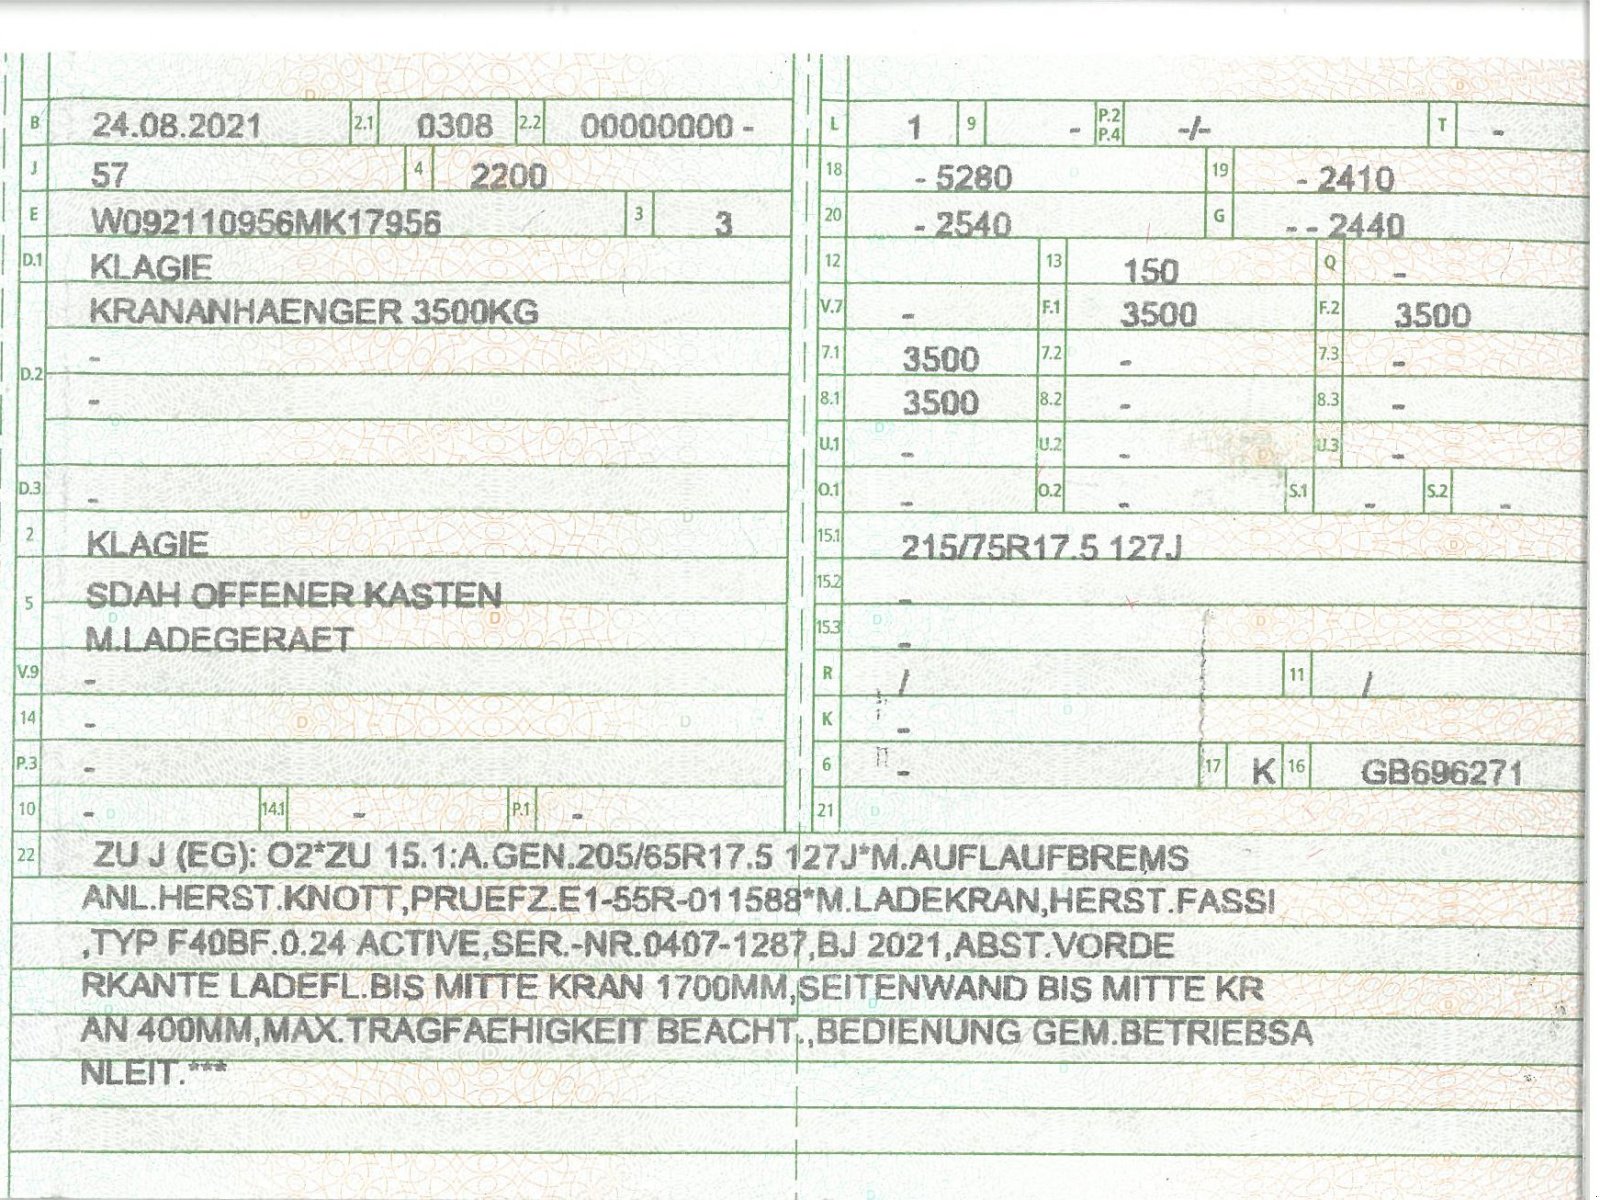 B 24.08.2021 2.1 0308 2.2 00000000 -
J 57 4 2200
E W092110956MK17956 3 3
D.1 KLAGIE
KRANANHAENGER 3500KG
-
D.2
-
D.3 -
2 KLAGIE
5 SDAH OFFENER KASTEN
M.LADEGERAET
V.9 -
14 -
P.3 -
10 - 14.1 - P.1 -
L 1 9 - P.2 P.4 -/- T -
18 - 5280 19 - 2410
20 - 2540 G - - 2440
12 13 150 Q -
V.7 - F.1 3500 F.2 3500
7.1 3500 7.2 - 7.3 -
8.1 3500 8.2 - 8.3 -
U.1 - U.2 - U.3 -
O.1 - O.2 - S.1 - S.2 -
15.1 215/75R17.5 127J
15.2 -
15.3 -
R / 11 /
K -
6 - 17 K 16 GB696271
21
22 ZU J (EG): O2*ZU 15.1:A.GEN.205/65R17.5 127J*M.AUFLAUFBREMS
ANL.HERST.KNOTT,PRUEFZ.E1-55R-011588*M.LADEKRAN,HERST.FASSI
,TYP F40BF.0.24 ACTIVE,SER.-NR.0407-1287,BJ 2021,ABST.VORDE
RKANTE LADEFL.BIS MITTE KRAN 1700MM,SEITENWAND BIS MITTE KR
AN 400MM,MAX.TRAGFAEHIGKEIT BEACHT.,BEDIENUNG GEM.BETRIEBSA
NLEIT.***